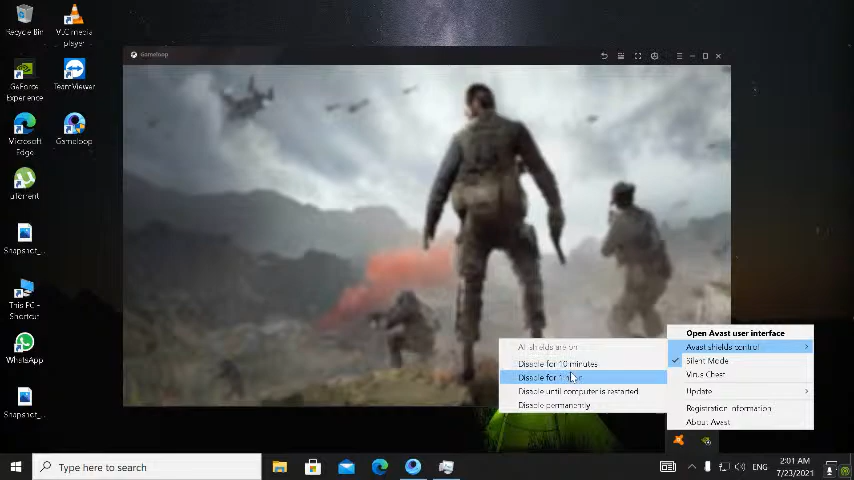 Recycle Bin
VLC media
player
GeForce
Experience
TeamViewer
Microsoft
Edge
Gameloop
uTorrent
Snapshot_...
This PC -
Shortcut
WhatsApp
Snapshot_...
Gameloop
All shields are on
Disable for 10 minutes
Disable for 1 hour
Disable until computer is restarted
Disable permanently
Open Avast user interface
Avast shields control
Silent Mode
Virus Chest
Update
Registration information
About Avast
Type here to search
ENG
2:01 AM
7/23/2021